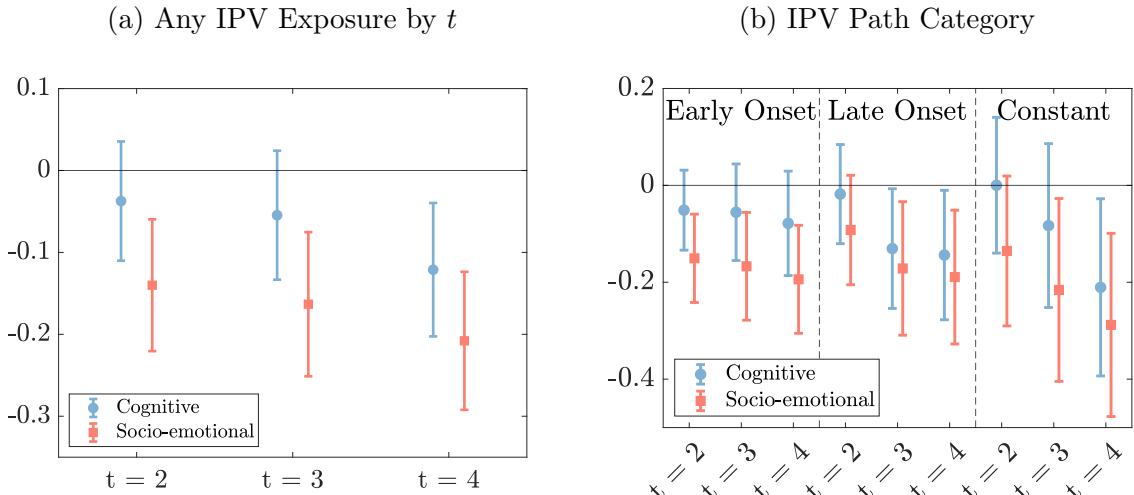 (a) Any IPV Exposure by t
0.1
0
-0.1
-0.2
-0.3
Cognitive
Socio-emotional
t = 2
t = 3
t = 4
(b) IPV Path Category
0.2
0
-0.2
-0.4
Early Onset
Late Onset
Constant
Cognitive
Socio-emotional
t = 2
t = 3
t = 4
t = 2
t = 3
t = 4
t = 2
t = 3
t = 4